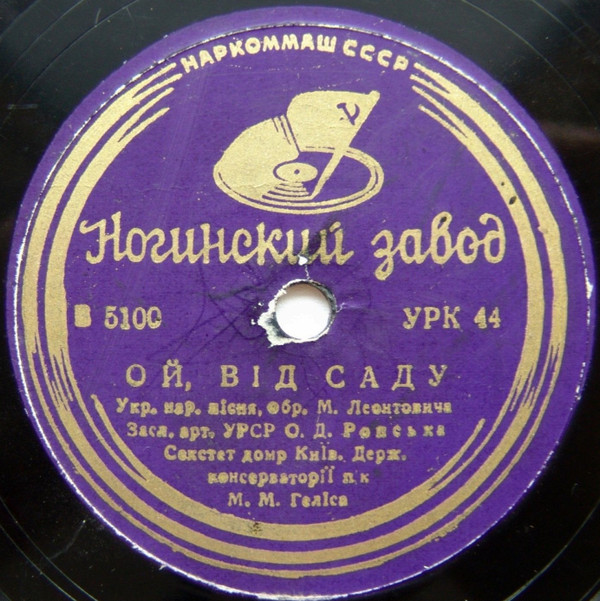 НАРКОММАШ СССР
Ногинский завод
В 5100
УРК 44
ОЙ, ВІД САДУ
Укр. нар. пісня, обр. М. Леонтовича
Засл. арт. УРСР О. Д. Ропська
Секстет домр Київ. Держ.
консерваторії п/к
М. М. Геліса